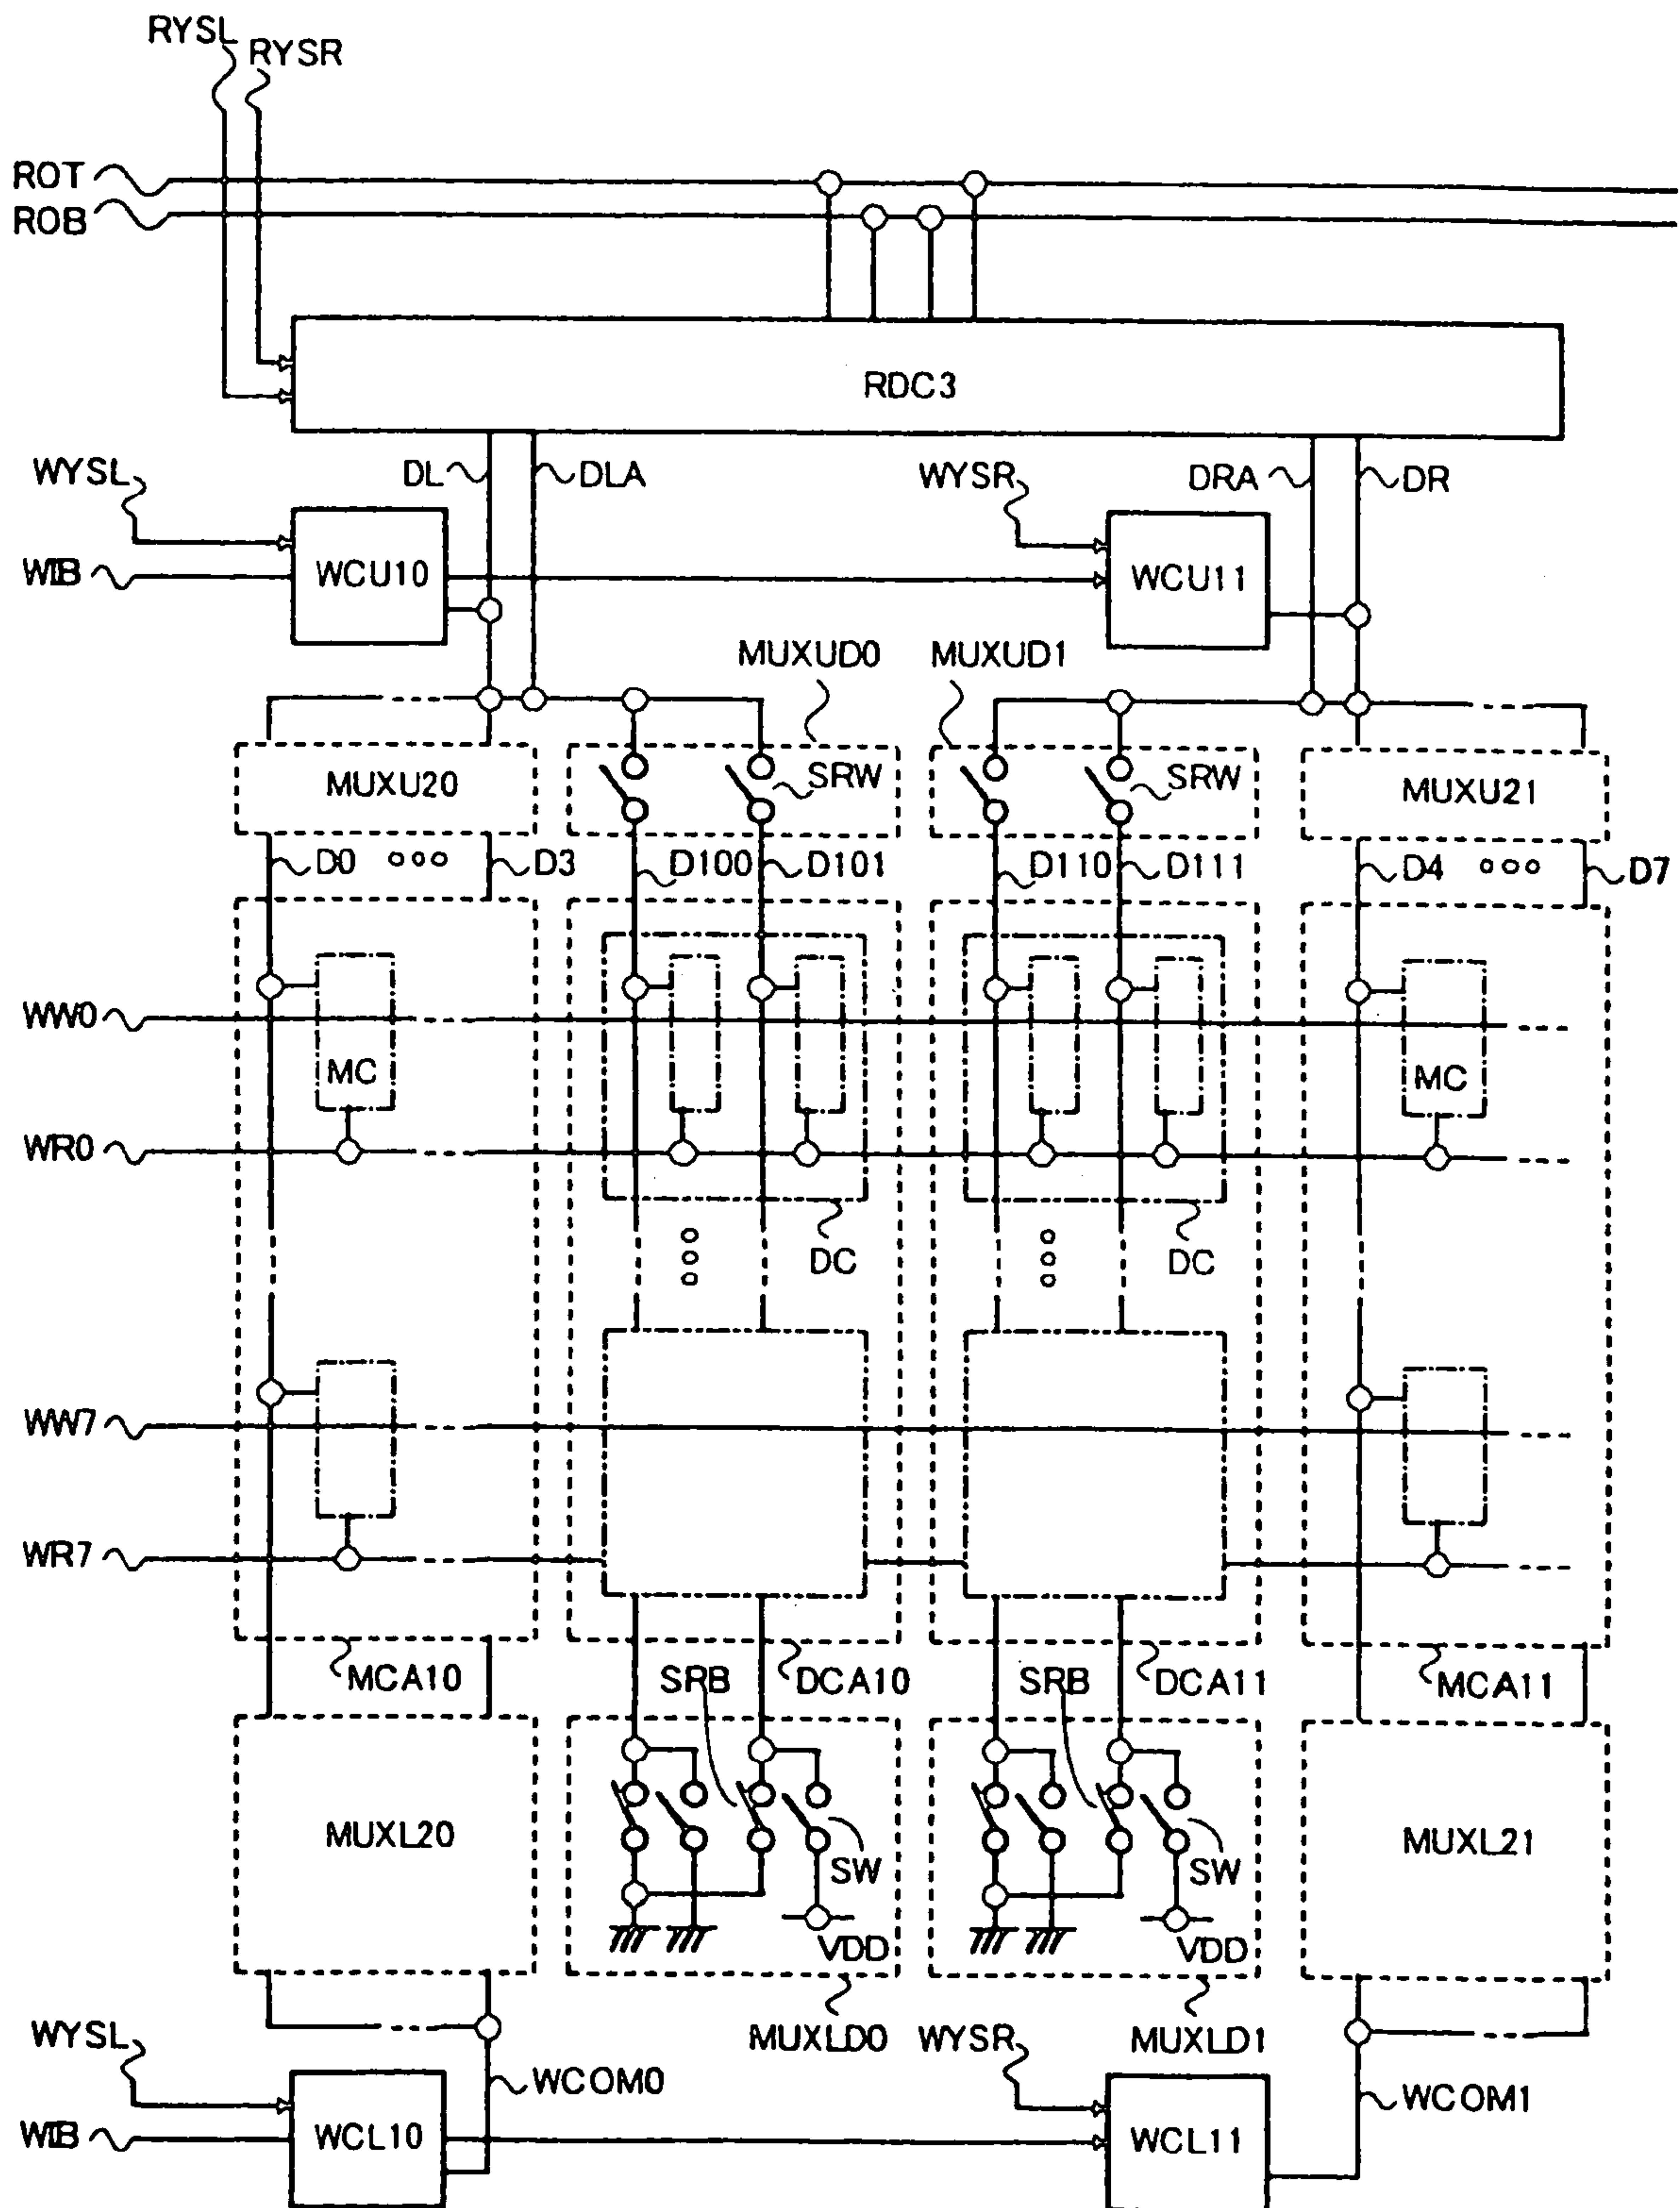 RYSL
RYSR
ROT
ROB
RDC3
WYSL
DL
DLA
WYSR
DRA
DR
WIB
WCU10
WCU11
MUXUD0
MUXUD1
MUXU20
SRW
SRW
MUXU21
D0
D3
D100
D101
D110
D111
D4
D7
WW0
MC
MC
WR0
DC
DC
WW7
WR7
MCA10
SRB
DCA10
SRB
DCA11
MCA11
MUXL20
SW
SW
MUXL21
VDD
VDD
WYSL
MUXLD0
WYSR
MUXLD1
WCOM0
WCOM1
WIB
WCL10
WCL11